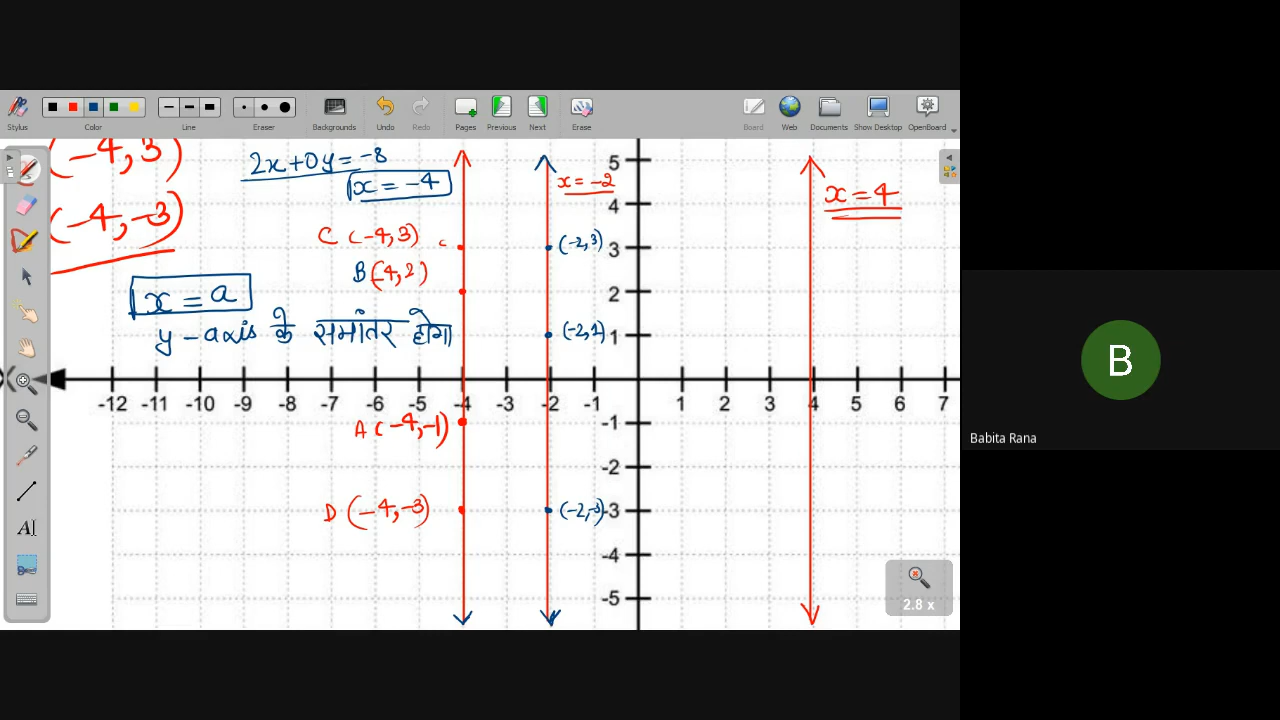 Stylus Color Line Eraser Backgrounds Undo Redo Pages Previous Next Erase Board Web Documents Show Desktop OpenBoard
(-4,3)
(-4,-3)
2x+0y=-8
x=-4
x=-2
x=4
C (-4,3) c
B(-4,2)
x=a
y-axis के समांतर होगा
A(-4,-1)
D (-4,-3)
(-2,3)
(-2,1)
(-2,-3)
5
4
3
2
1
-12 -11 -10 -9 -8 -7 -6 -5 -4 -3 -2 -1 1 2 3 4 5 6 7
-1
-2
-3
-4
-5
A
2.8 x
B
Babita Rana